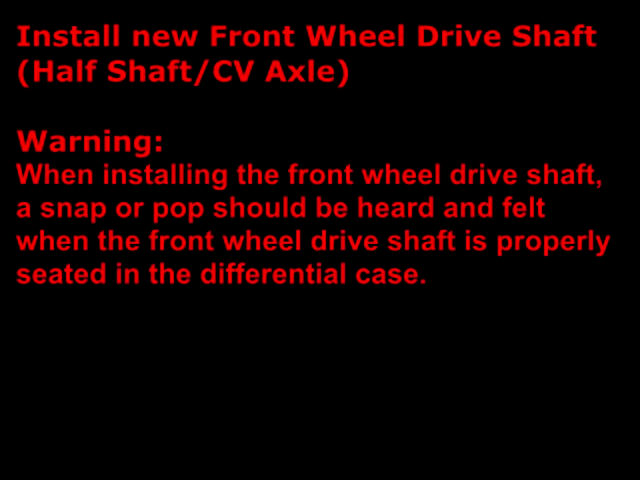 Install new Front Wheel Drive Shaft
(Half Shaft/CV Axle)
Warning:
When installing the front wheel drive shaft,
a snap or pop should be heard and felt
when the front wheel drive shaft is properly
seated in the differential case.